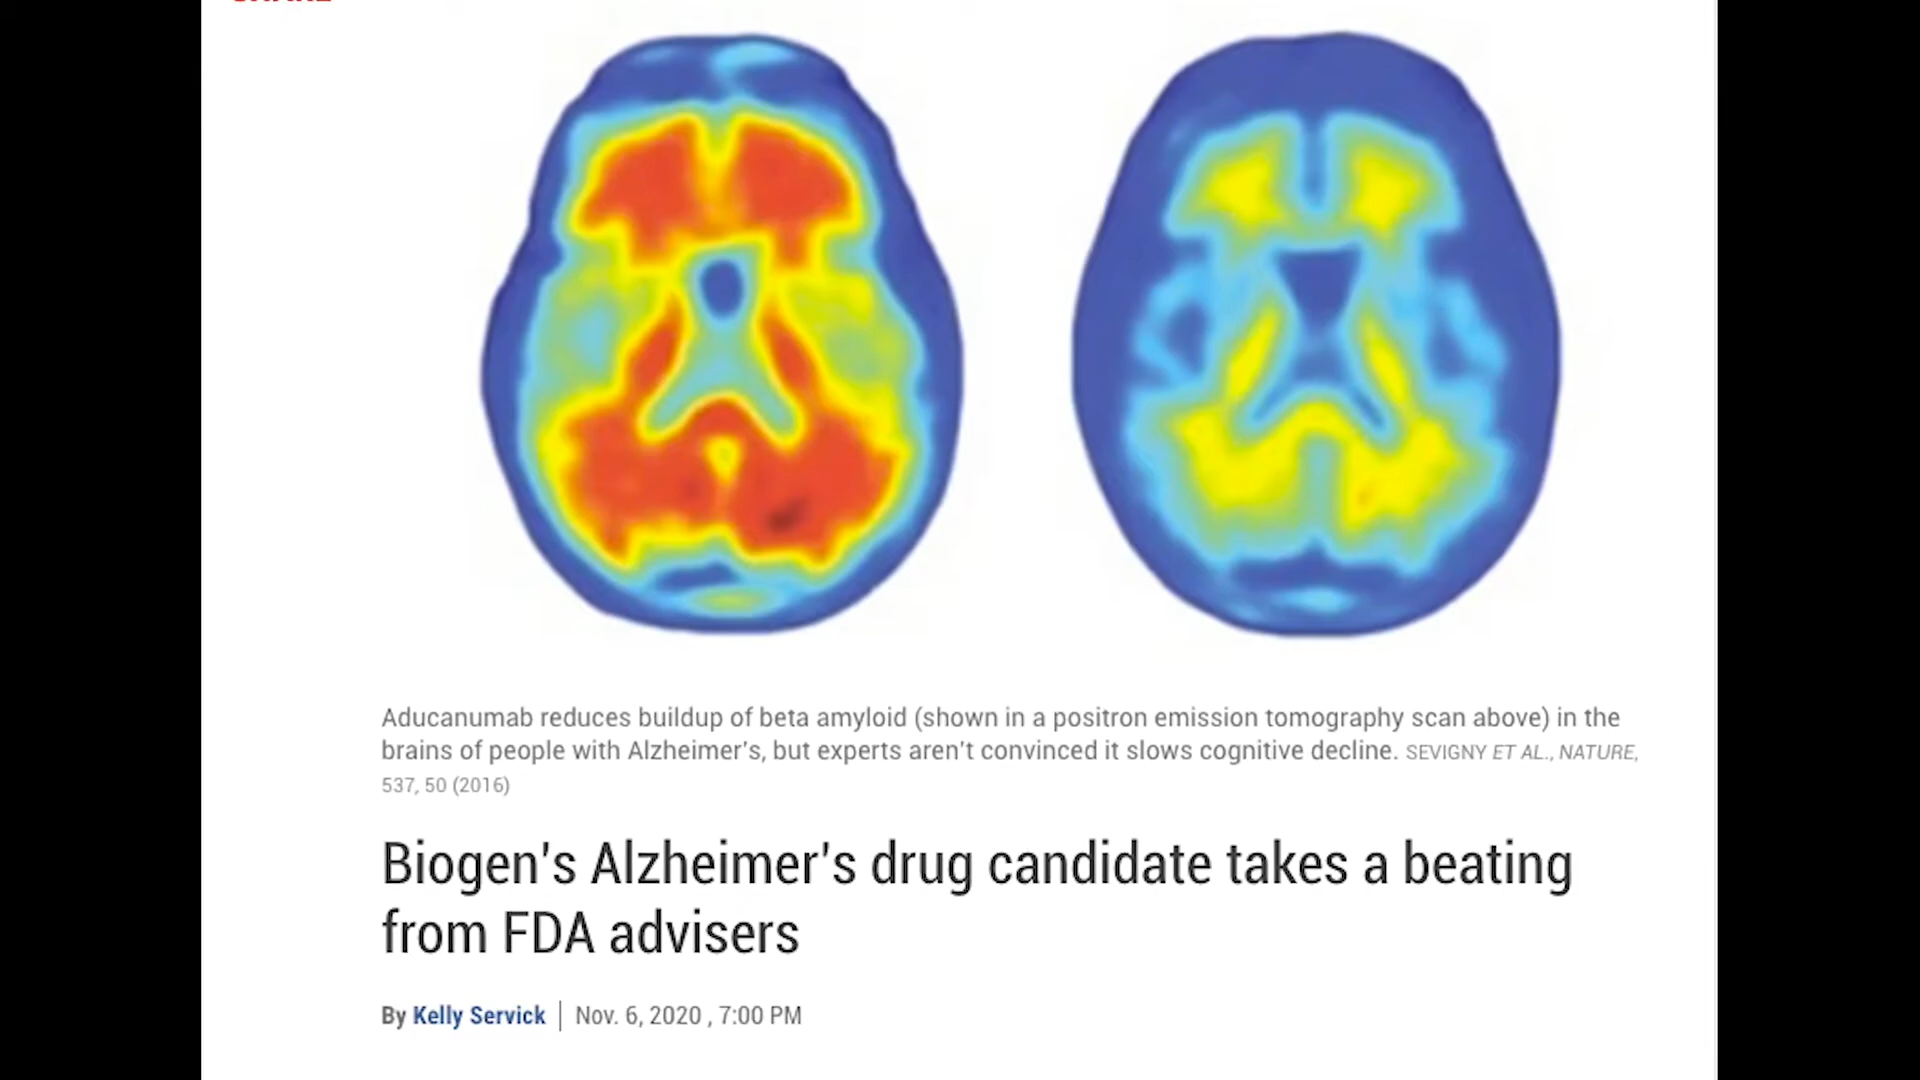 Aducanumab reduces buildup of beta amyloid (shown in a positron emission tomography scan above) in the
brains of people with Alzheimer's, but experts aren't convinced it slows cognitive decline. SEVIGNY ET AL., NATURE,
537, 50 (2016)
Biogen's Alzheimer's drug candidate takes a beating
from FDA advisers
By Kelly Servick | Nov. 6, 2020 , 7:00 PM